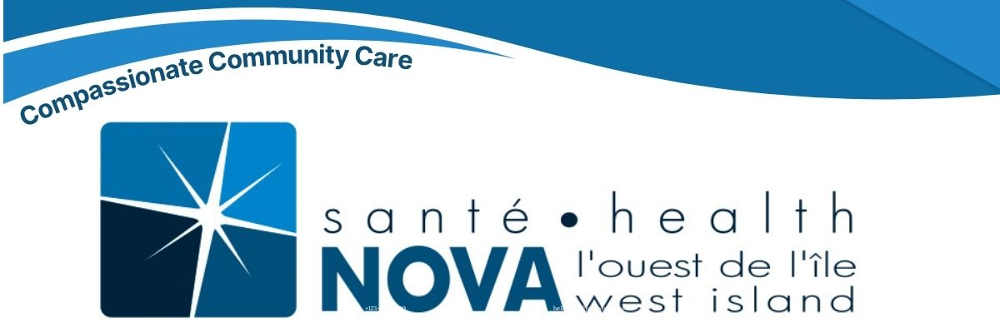 Compassionate Community Care
santé • health
NOVA
l'ouest de l'île
west island